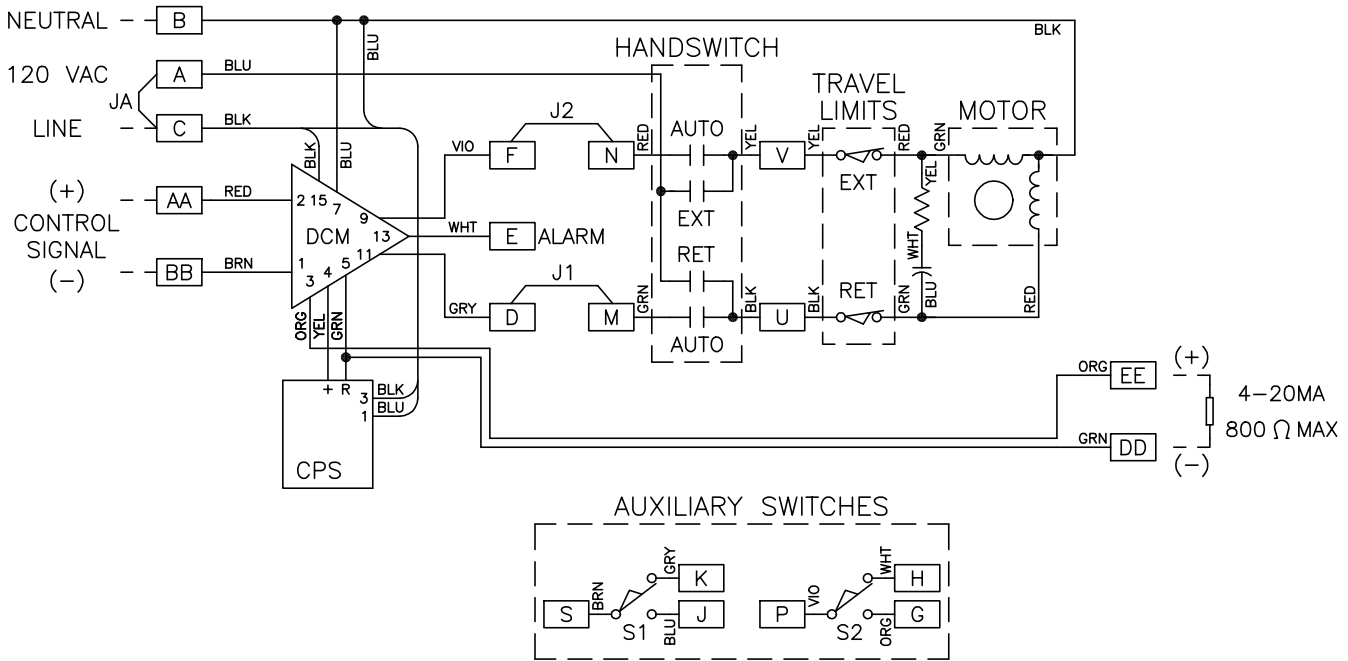 NEUTRAL B
BLK
BLU
HANDSWITCH
120 VAC A BLU
JA
TRAVEL
LIMITS
MOTOR
LINE C BLK
J2
AUTO
BLK
BLU
VIO
F
N
RED
YEL
V
YEL
RED
GRN
EXT
YEL
(+)
AA RED
2 15 7
9
CONTROL
SIGNAL
DCM
13
WHT
E ALARM
EXT
WHT
11
RET
(-)
BB BRN
1
3
4
5
J1
GRY
D
M
GRN
BLK
U
BLK
RET
GRN
BLU
RED
AUTO
ORG
YEL
GRN
+ R
3 BLK
1 BLU
CPS
ORG EE (+)
4-20MA
800 Ω MAX
GRN DD (-)
AUXILIARY SWITCHES
GRY K
S BRN
S1
BLU J
WHT H
P VIO
S2
ORG G